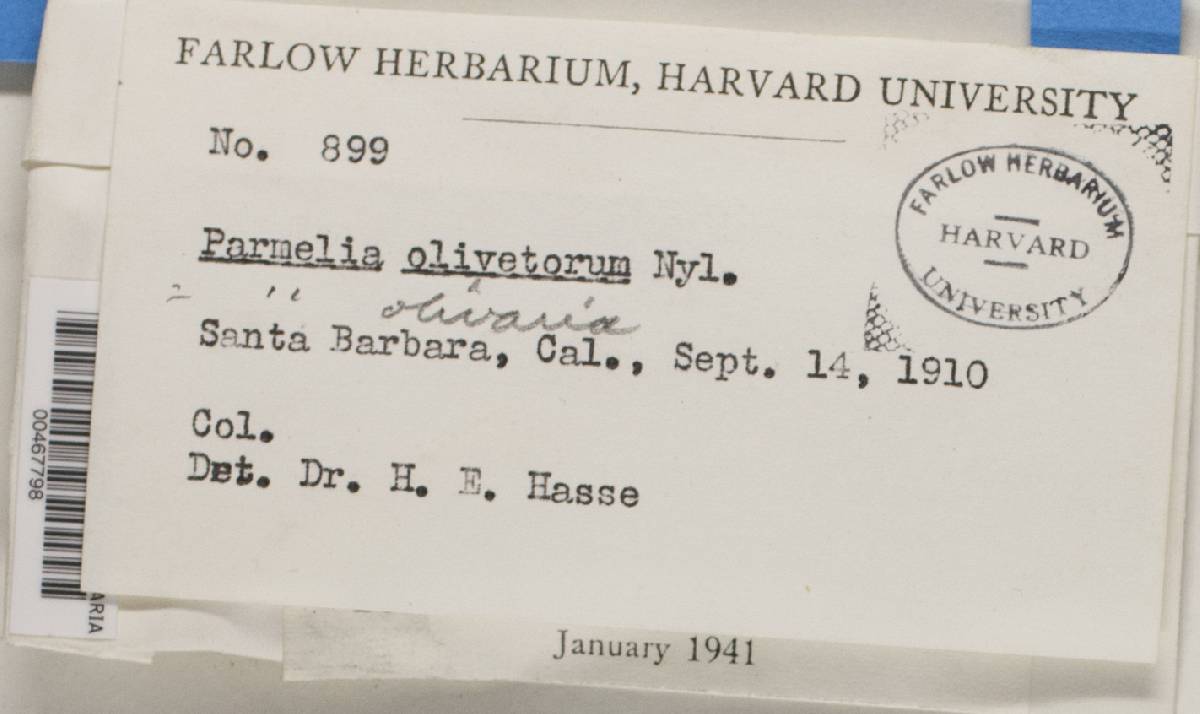 FARLOW HERBARIUM, HARVARD UNIVERSITY
No. 899
FARLOW HERBARIUM
HARVARD
UNIVERSITY
Parmelia olivetorum Nyl.
= " olivaria
Santa Barbara, Cal., Sept. 14, 1910
Col.
Det. Dr. H. E. Hasse
January 1941
00467798
ARIA